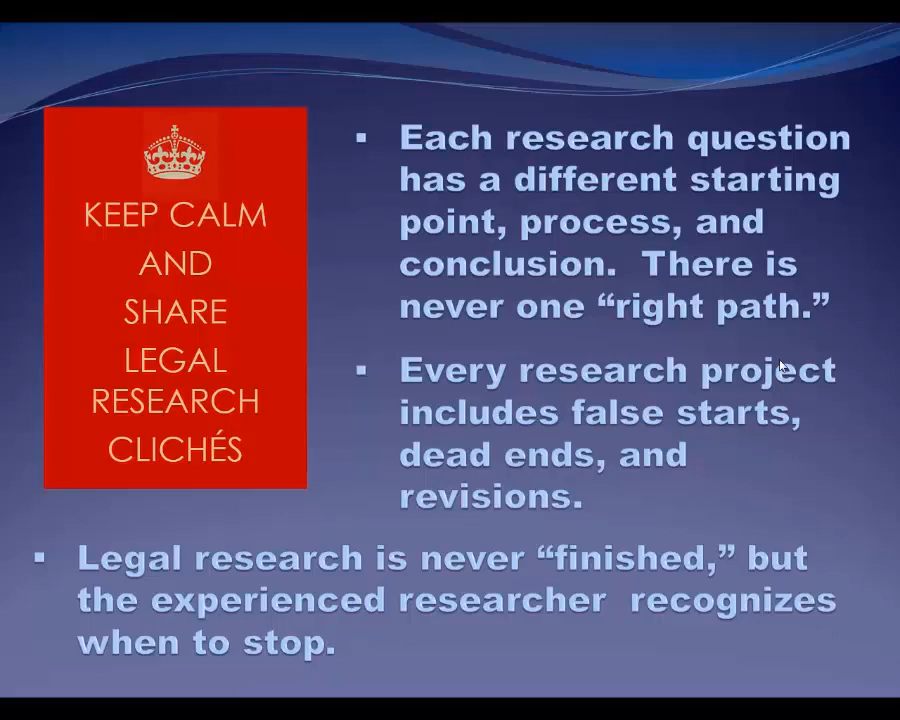 KEEP CALM
AND
SHARE
LEGAL
RESEARCH
CLICHÉS
▪ Each research question
has a different starting
point, process, and
conclusion.  There is
never one “right path.”
▪ Every research project
includes false starts,
dead ends, and
revisions.
▪ Legal research is never “finished,” but
the experienced researcher  recognizes
when to stop.